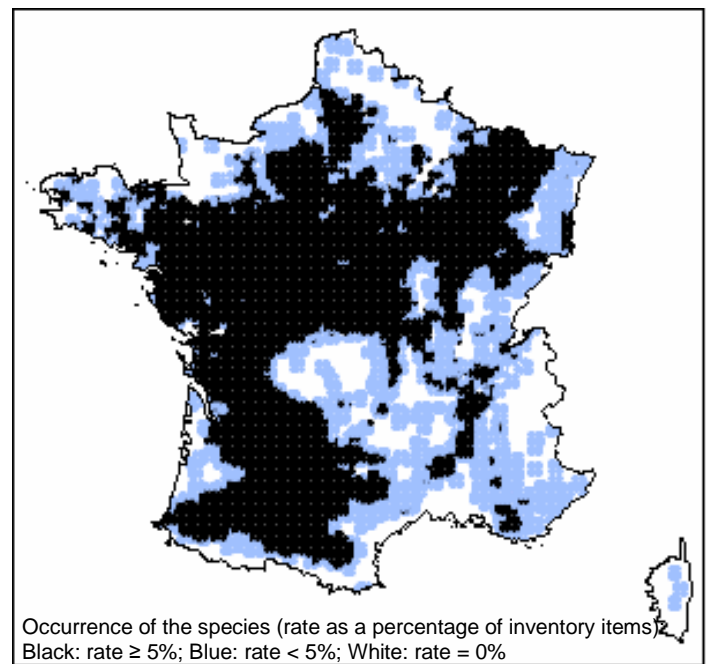 Occurrence of the species (rate as a percentage of inventory items)
Black: rate ≥ 5%; Blue: rate < 5%; White: rate = 0%